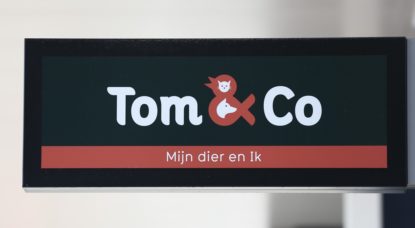 Tom & Co
Mijn dier en Ik